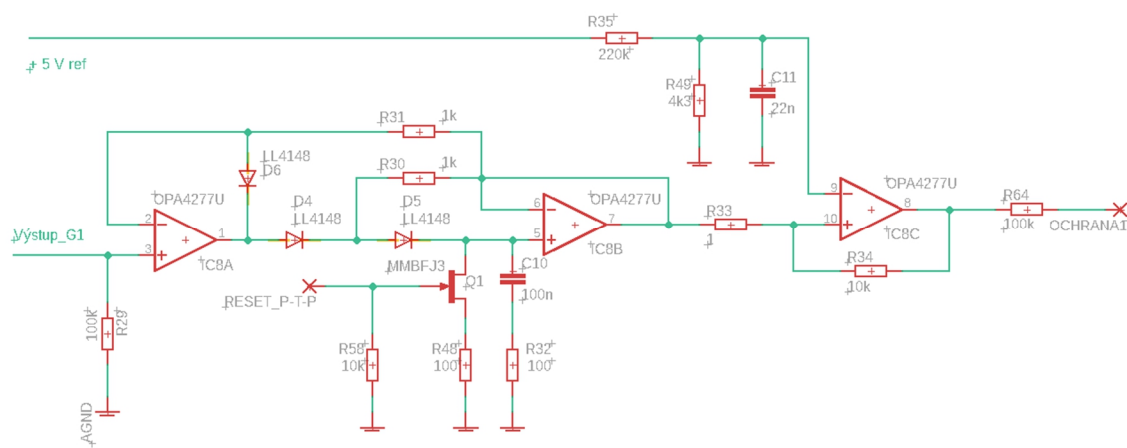 R35
220k
+ 5 V ref
R49
4k3
C11
22n
R31
1k
R30
1k
LL4148
D6
OPA4277U
2
3
1
IC8A
Výstup_G1
D4
LL4148
D5
LL4148
OPA4277U
6
5
7
IC8B
OPA4277U
9
10
8
IC8C
R33
1
R64
100k
OCHRANA1
R34
10k
MMBFJ3
Q1
C10
100n
RESET_P-T-P
100K
R29
R58
10k
R48
100
R32
100
AGND